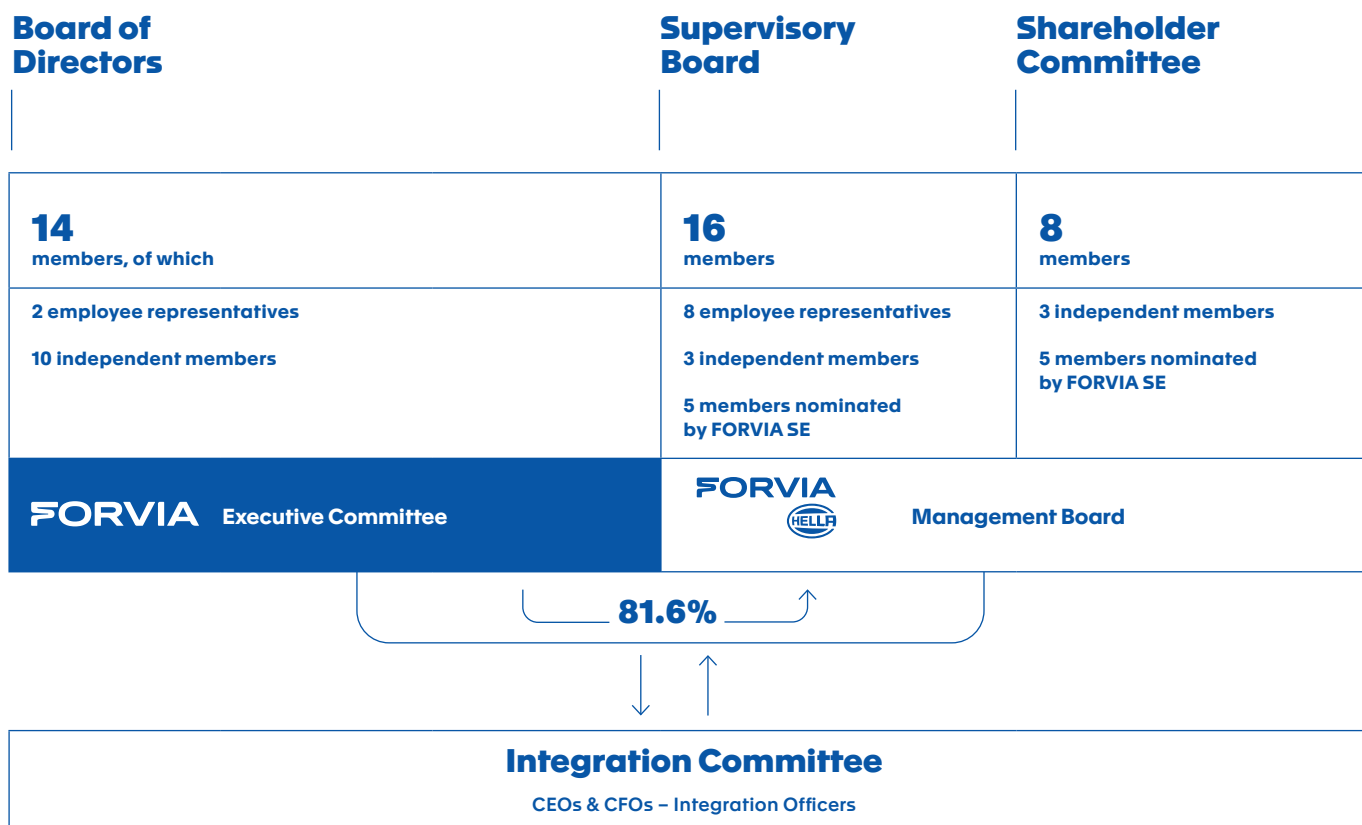 Board of
Directors
Supervisory
Board
Shareholder
Committee
14
members, of which
16
members
8
members
2 employee representatives
10 independent members
8 employee representatives
3 independent members
5 members nominated
by FORVIA SE
3 independent members
5 members nominated
by FORVIA SE
FORVIA Executive Committee
FORVIA
HELLA
Management Board
81.6%
Integration Committee
CEOs & CFOs – Integration Officers